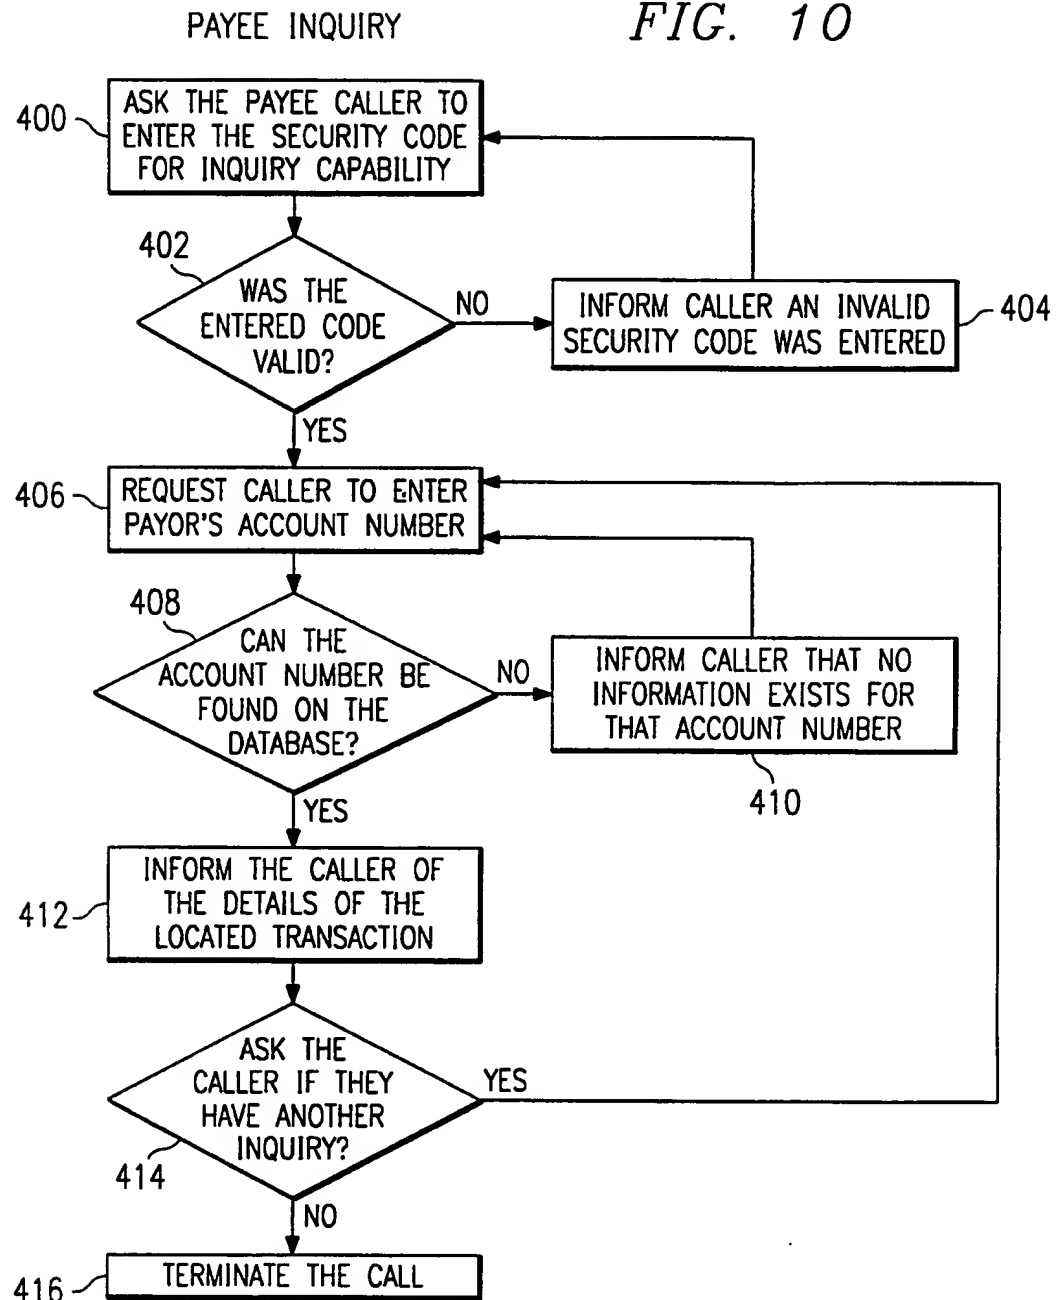 PAYEE INQUIRY
FIG. 10
400
ASK THE PAYEE CALLER TO
ENTER THE SECURITY CODE
FOR INQUIRY CAPABILITY
402
WAS THE
ENTERED CODE
VALID?
NO
INFORM CALLER AN INVALID
SECURITY CODE WAS ENTERED
404
YES
406
REQUEST CALLER TO ENTER
PAYOR'S ACCOUNT NUMBER
408
CAN THE
ACCOUNT NUMBER BE
FOUND ON THE
DATABASE?
NO
INFORM CALLER THAT NO
INFORMATION EXISTS FOR
THAT ACCOUNT NUMBER
410
YES
412
INFORM THE CALLER OF
THE DETAILS OF THE
LOCATED TRANSACTION
ASK THE
CALLER IF THEY
HAVE ANOTHER
INQUIRY?
YES
414
NO
416
TERMINATE THE CALL